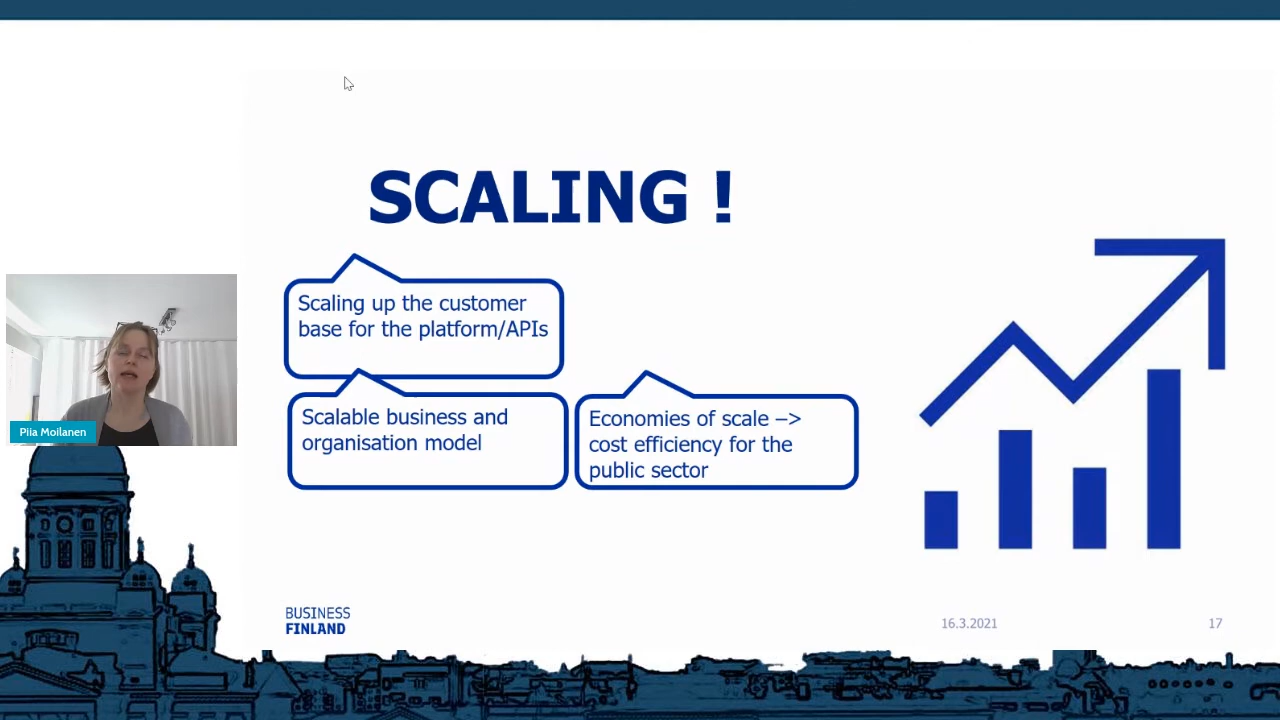 SCALING !
Scaling up the customer
base for the platform/APIs
Scalable business and
organisation model
Economies of scale –>
cost efficiency for the
public sector
Piia Moilanen
BUSINESS
FINLAND
16.3.2021
17